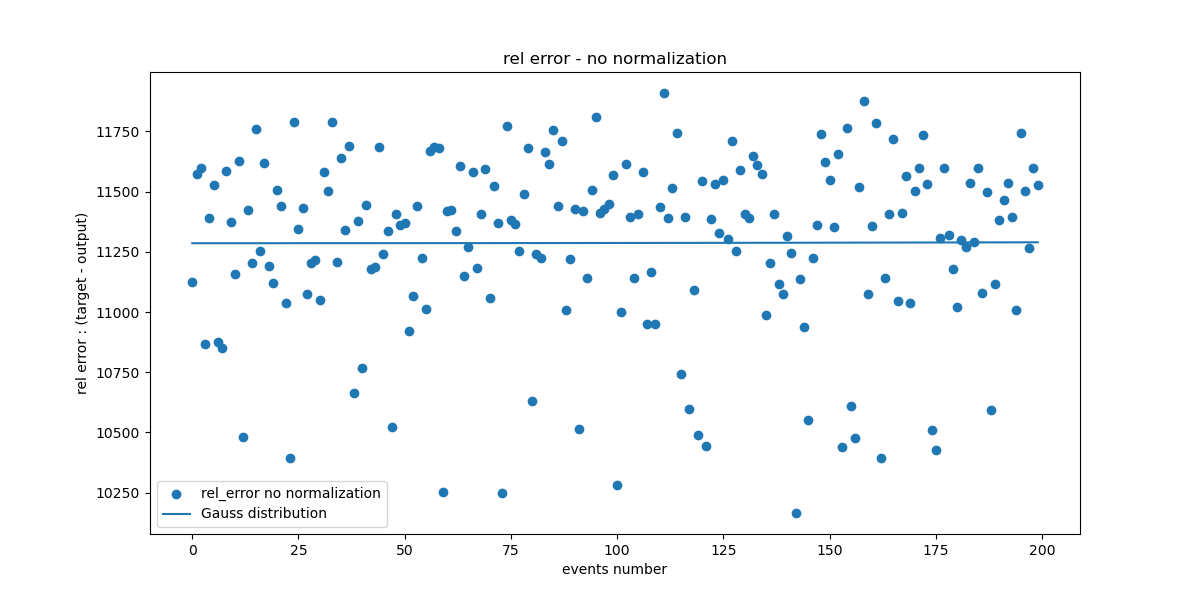 rel error - no normalization
rel error : (target - output)
11750
11500
11250
11000
10750
10500
10250
rel_error no normalization
Gauss distribution
0 25 50 75 100 125 150 175 200
events number